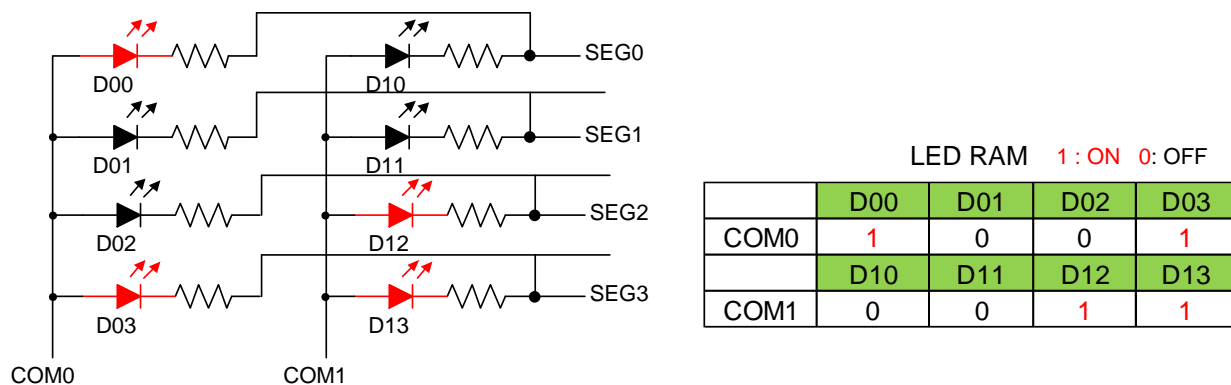 D00
D10
SEG0
D01
D11
SEG1
D02
D12
SEG2
D03
D13
SEG3
COM0
COM1
LED RAM 1 : ON 0: OFF
D00 D01 D02 D03
COM0 1 0 0 1
D10 D11 D12 D13
COM1 0 0 1 1